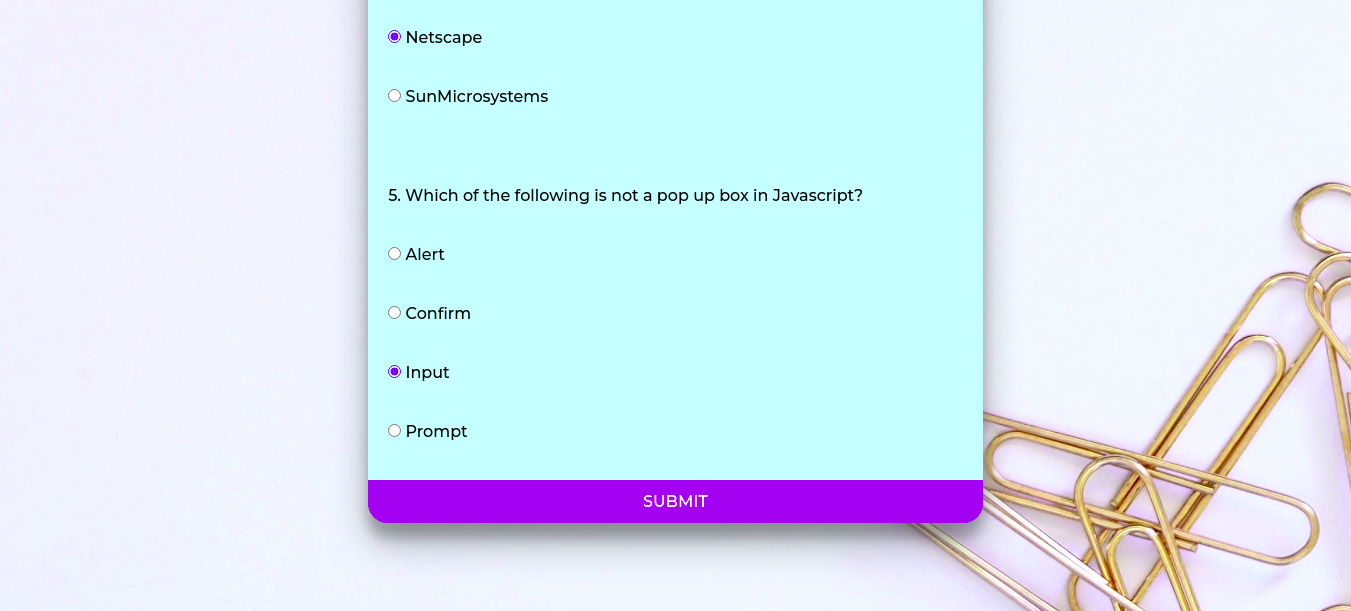 Netscape
SunMicrosystems
5. Which of the following is not a pop up box in Javascript?
Alert
Confirm
Input
Prompt
SUBMIT